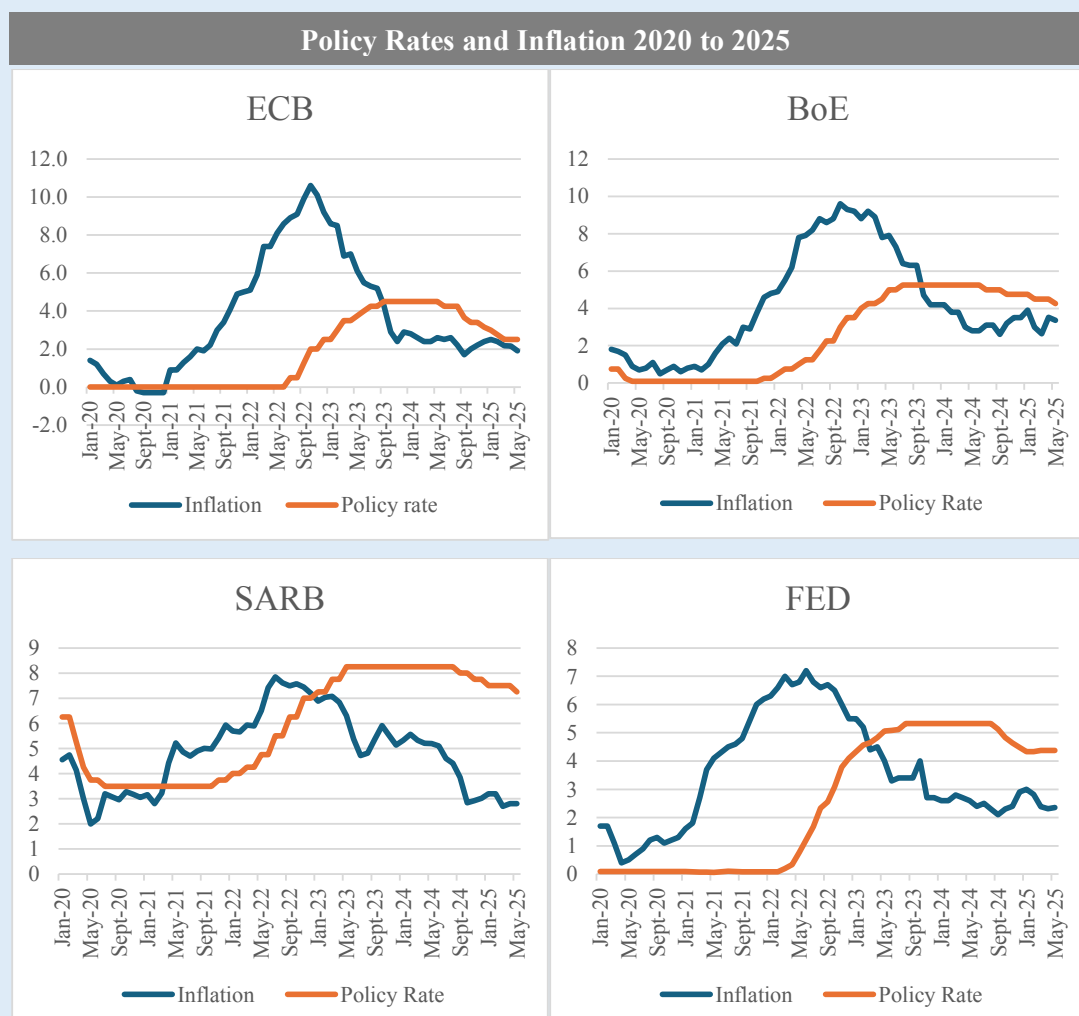 Policy Rates and Inflation 2020 to 2025
ECB
12.0
10.0
8.0
6.0
4.0
2.0
0.0
-2.0
Jan-20
May-20
Sept-20
Jan-21
May-21
Sept-21
Jan-22
May-22
Sept-22
Jan-23
May-23
Sept-23
Jan-24
May-24
Sept-24
Jan-25
May-25
Inflation Policy rate
BoE
12
10
8
6
4
2
0
Jan-20
May-20
Sept-20
Jan-21
May-21
Sept-21
Jan-22
May-22
Sept-22
Jan-23
May-23
Sept-23
Jan-24
May-24
Sept-24
Jan-25
May-25
Inflation Policy Rate
SARB
9
8
7
6
5
4
3
2
1
0
Jan-20
May-20
Sept-20
Jan-21
May-21
Sept-21
Jan-22
May-22
Sept-22
Jan-23
May-23
Sept-23
Jan-24
May-24
Sept-24
Jan-25
May-25
Inflation Policy Rate
FED
8
7
6
5
4
3
2
1
0
Jan-20
May-20
Sept-20
Jan-21
May-21
Sept-21
Jan-22
May-22
Sept-22
Jan-23
May-23
Sept-23
Jan-24
May-24
Sept-24
Jan-25
May-25
Inflation Policy Rate